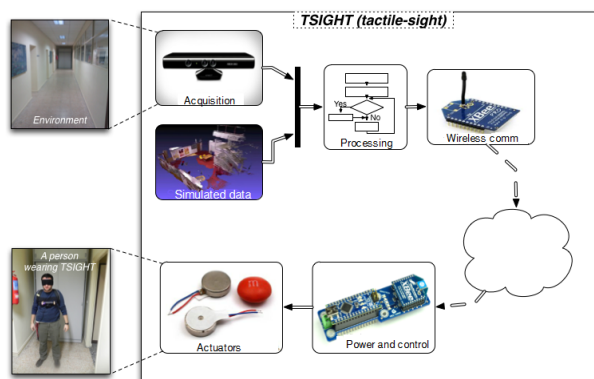 TSIGHT (tactile-sight)
Environment
Acquisition
Simulated data
Yes
No
Processing
Wireless comm
A person
wearing TSIGHT
m
Actuators
Power and control